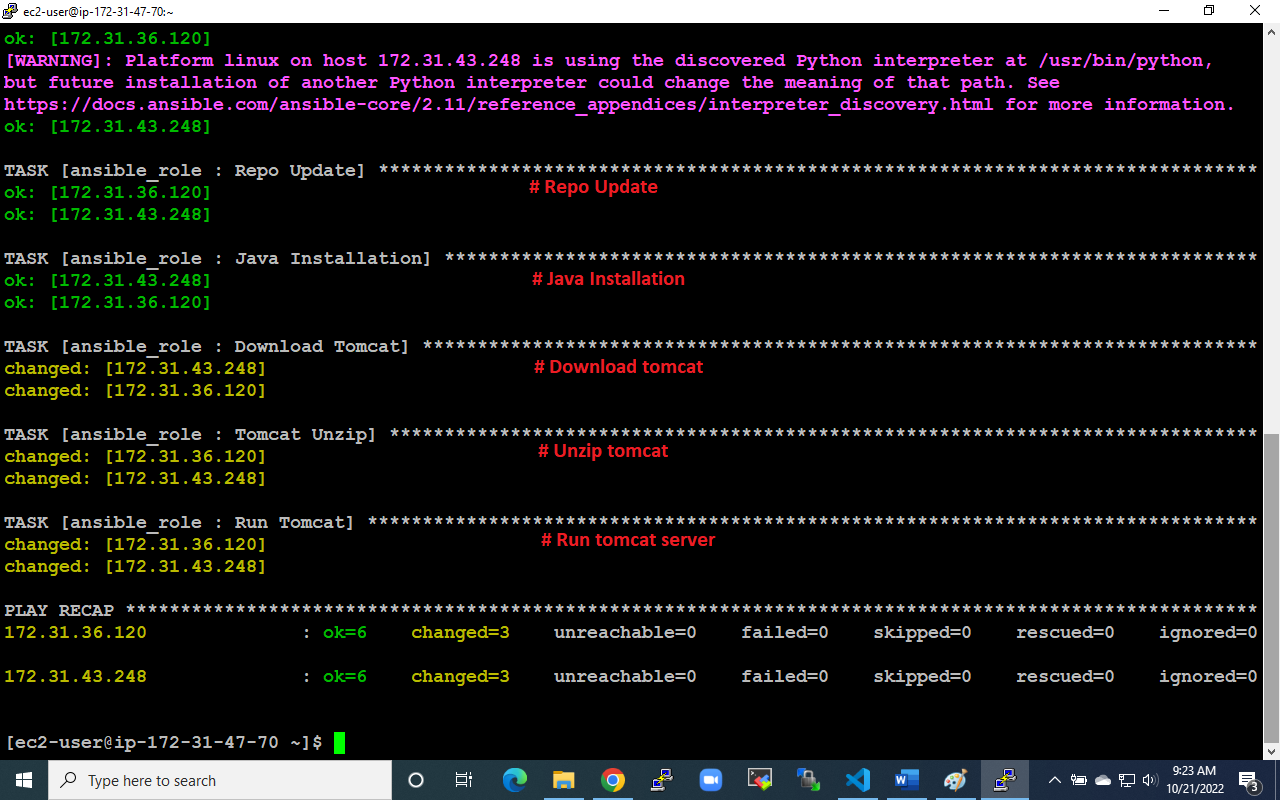 ec2-user@ip-172-31-47-70:~
ok: [172.31.36.120]
[WARNING]: Platform linux on host 172.31.43.248 is using the discovered Python interpreter at /usr/bin/python,
but future installation of another Python interpreter could change the meaning of that path. See
https://docs.ansible.com/ansible-core/2.11/reference_appendices/interpreter_discovery.html for more information.
ok: [172.31.43.248]
TASK [ansible_role : Repo Update] ********************************************************************************
# Repo Update
ok: [172.31.36.120]
ok: [172.31.43.248]
TASK [ansible_role : Java Installation] **************************************************************************
# Java Installation
ok: [172.31.43.248]
ok: [172.31.36.120]
TASK [ansible_role : Download Tomcat] ****************************************************************************
# Download tomcat
changed: [172.31.43.248]
changed: [172.31.36.120]
TASK [ansible_role : Tomcat Unzip] *******************************************************************************
# Unzip tomcat
changed: [172.31.36.120]
changed: [172.31.43.248]
TASK [ansible_role : Run Tomcat] *********************************************************************************
# Run tomcat server
changed: [172.31.36.120]
changed: [172.31.43.248]
PLAY RECAP *******************************************************************************************************
172.31.36.120 : ok=6 changed=3 unreachable=0 failed=0 skipped=0 rescued=0 ignored=0
172.31.43.248 : ok=6 changed=3 unreachable=0 failed=0 skipped=0 rescued=0 ignored=0
[ec2-user@ip-172-31-47-70 ~]$
Type here to search
9:23 AM
10/21/2022
3